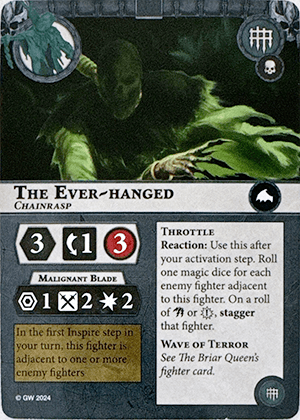 The Ever-hanged
Chainrasp
3 1 3
Malignant Blade
1 2 2
In the first Inspire step in
your turn, this fighter is
adjacent to one or more
enemy fighters
Throttle
Reaction: Use this after
your activation step. Roll
one magic dice for each
enemy fighter adjacent
to this fighter. On a roll
of or , stagger
that fighter.
Wave of Terror
See The Briar Queen's
fighter card.
© GW 2024